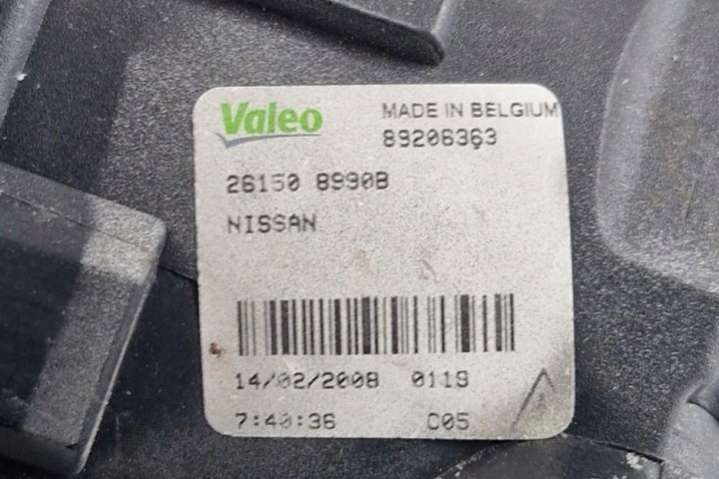 Valeo MADE IN BELGIUM
89206363
26150 8990B
NISSAN
14/02/2008 0119
7:40:36 C05